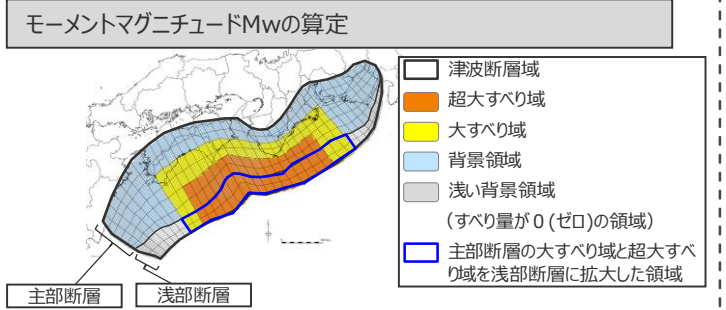 モーメントマグニチュードMwの算定
津波断層域
超大すべり域
大すべり域
背景領域
浅い背景領域
(すべり量が０(ゼロ)の領域)
主部断層の大すべり域と超大すべ
り域を浅部断層に拡大した領域
主部断層
浅部断層